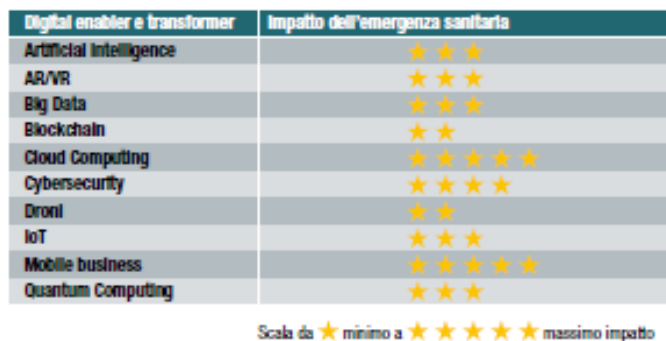 Digital enabler e transformer Impatto dell'emergenza sanitaria
Artificial Intelligence ★ ★ ★
AR/VR ★ ★ ★
Big Data ★ ★ ★
Blockchain ★ ★
Cloud Computing ★ ★ ★ ★ ★
Cybersecurity ★ ★ ★ ★
Droni ★ ★
IoT ★ ★ ★
Mobile business ★ ★ ★ ★ ★
Quantum Computing ★ ★ ★
Scala da ★ minimo a ★ ★ ★ ★ ★ massimo impatto